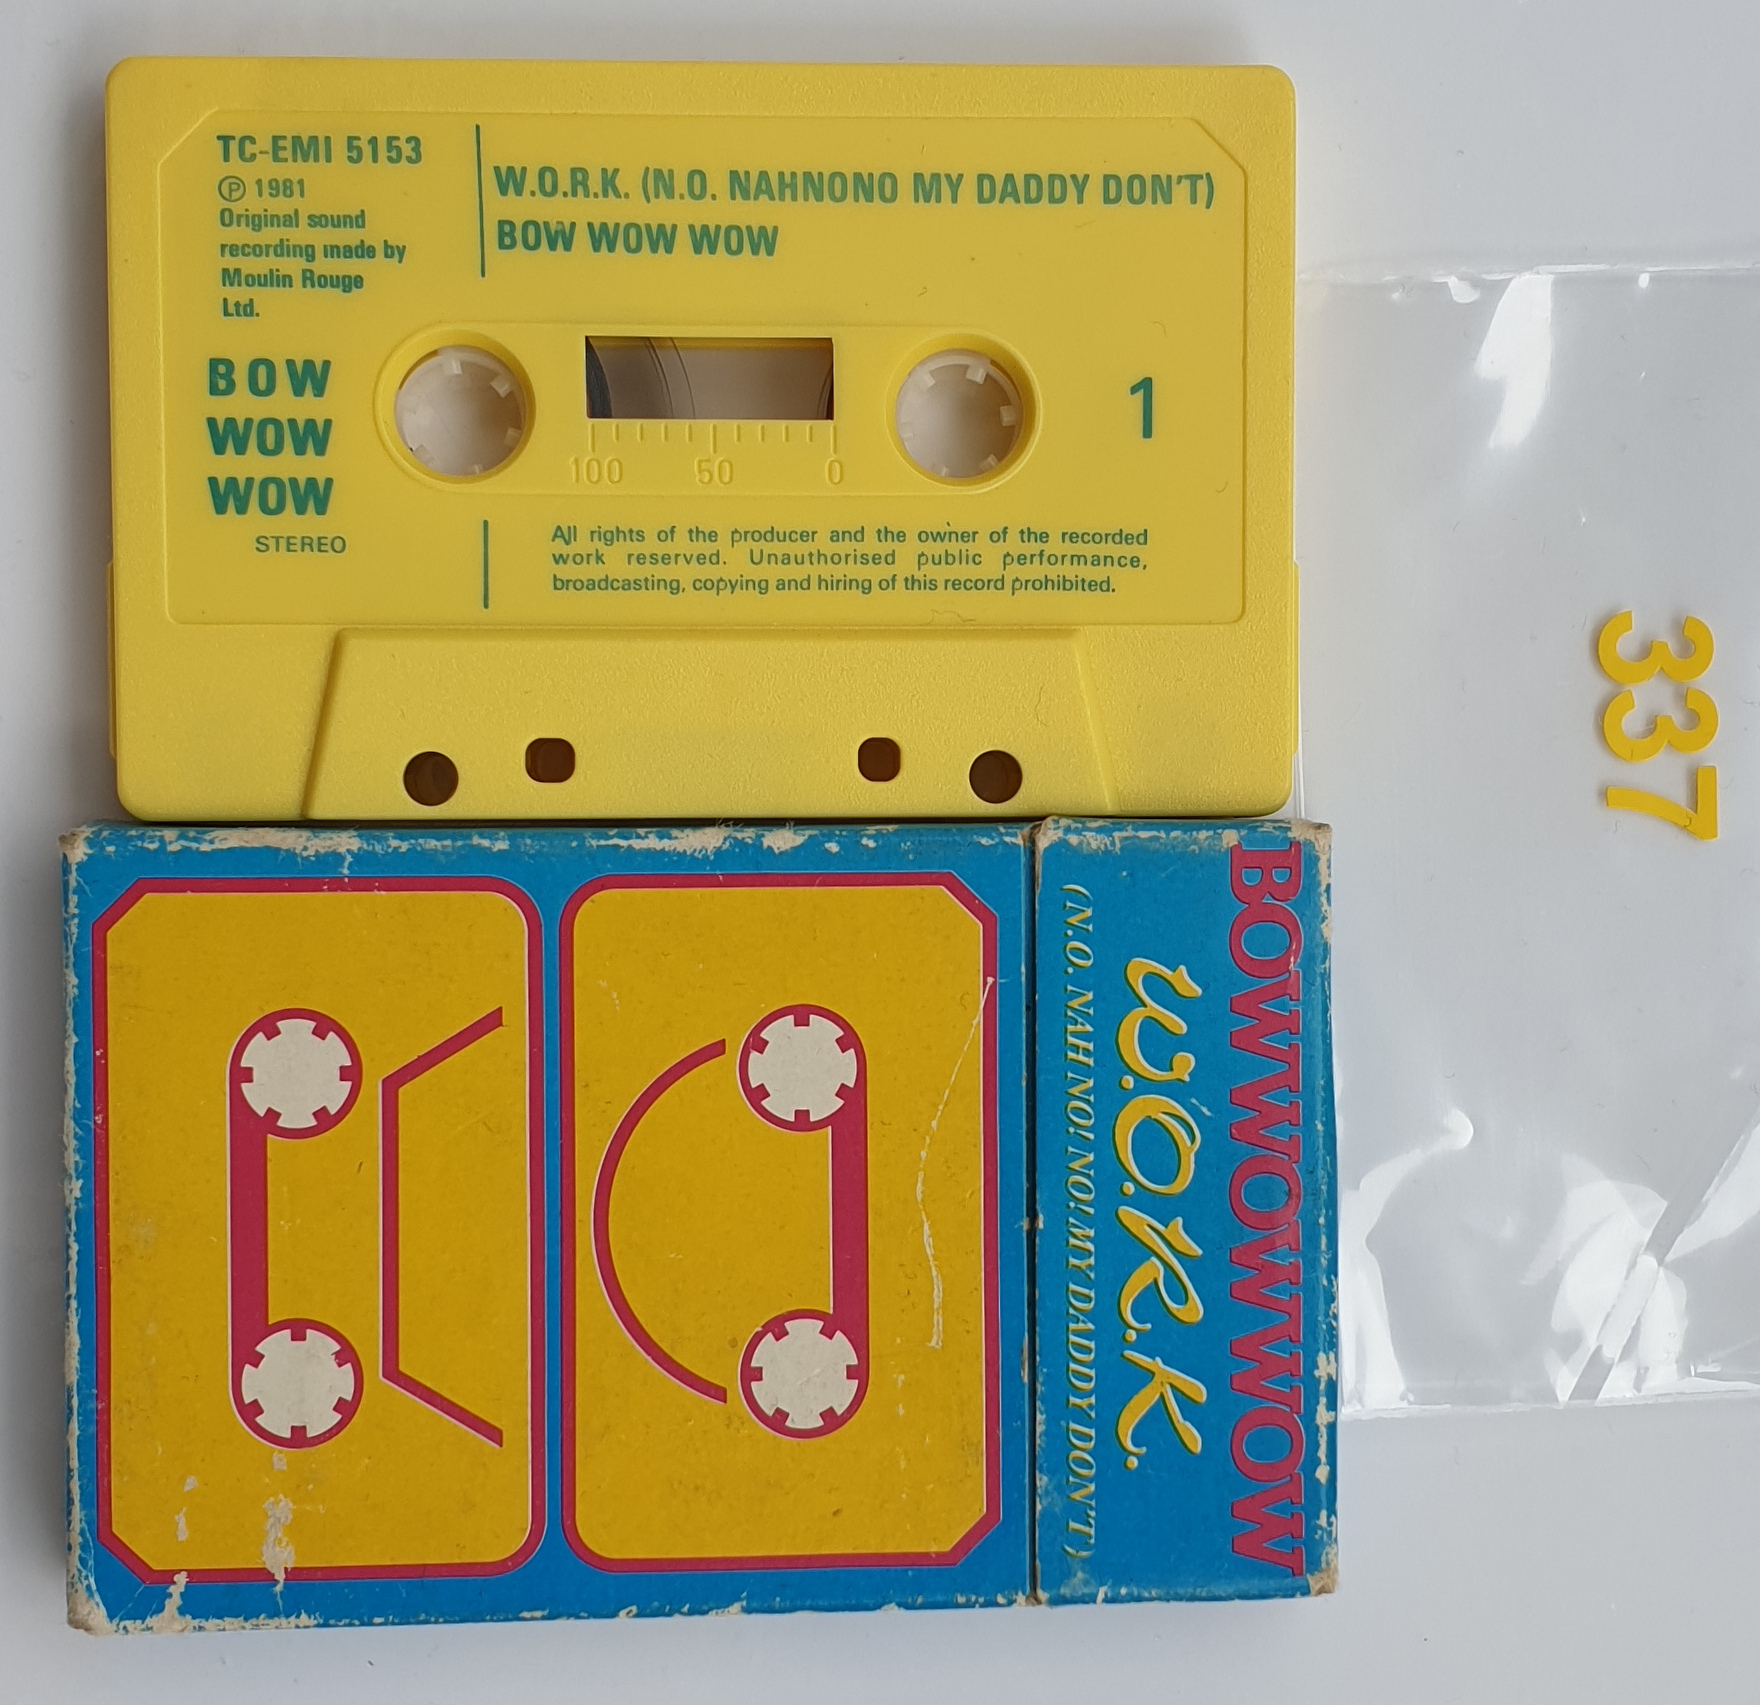 TC-EMI 5153
Ⓟ 1981
Original sound
recording made by
Moulin Rouge
Ltd.
W.O.R.K. (N.O. NAHNONO MY DADDY DON'T)
BOW WOW WOW
BOW
WOW
WOW
STEREO
100 50 0
1
All rights of the producer and the owner of the recorded
work reserved. Unauthorised public performance,
broadcasting, copying and hiring of this record prohibited.
337
BOWWOWWOW
W.O.R.K.
(N.O. NAH NO! NO! MY DADDY DON'T)